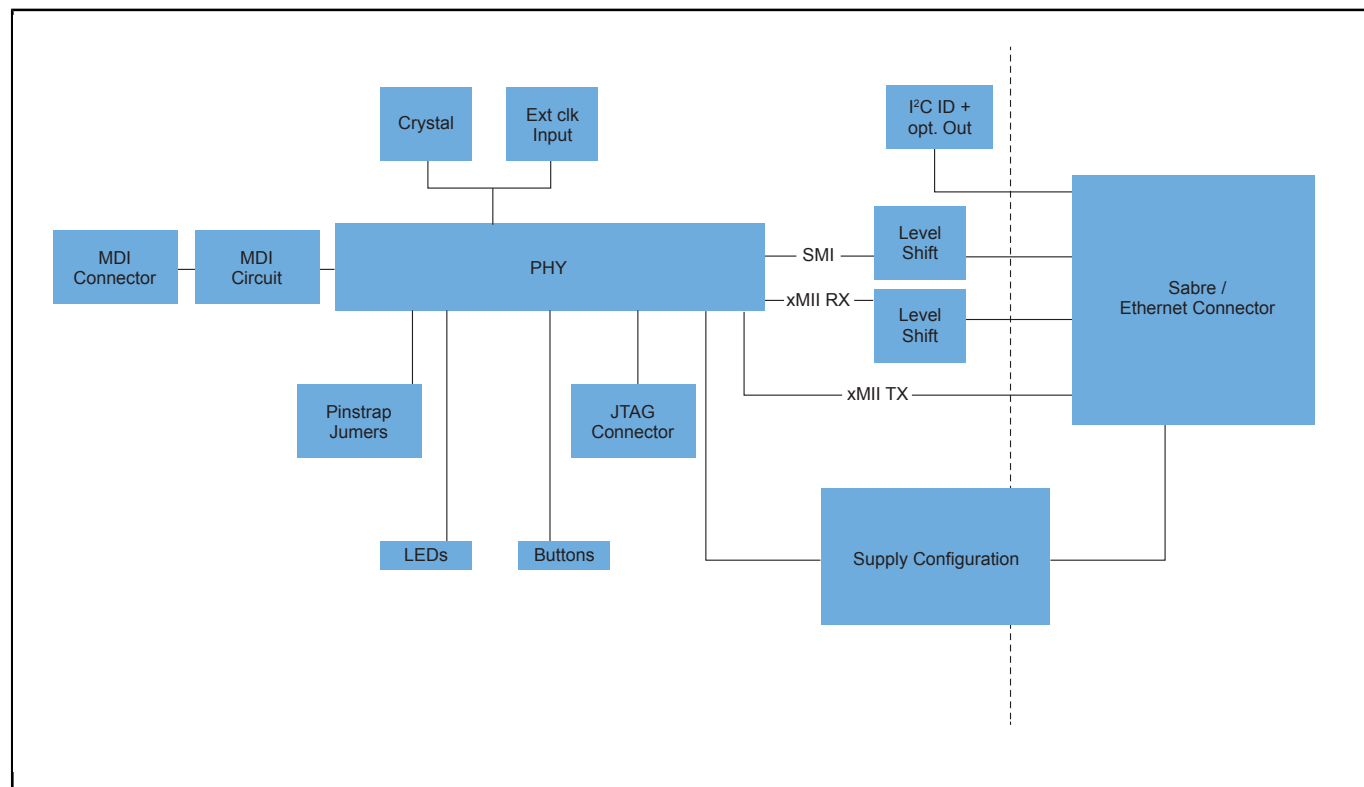 Crystal
Ext clk
Input
I²C ID +
opt. Out
MDI
Connector
MDI
Circuit
PHY
SMI
Level
Shift
xMII RX
Level
Shift
Sabre /
Ethernet Connector
xMII TX
Pinstrap
Jumers
JTAG
Connector
LEDs
Buttons
Supply Configuration